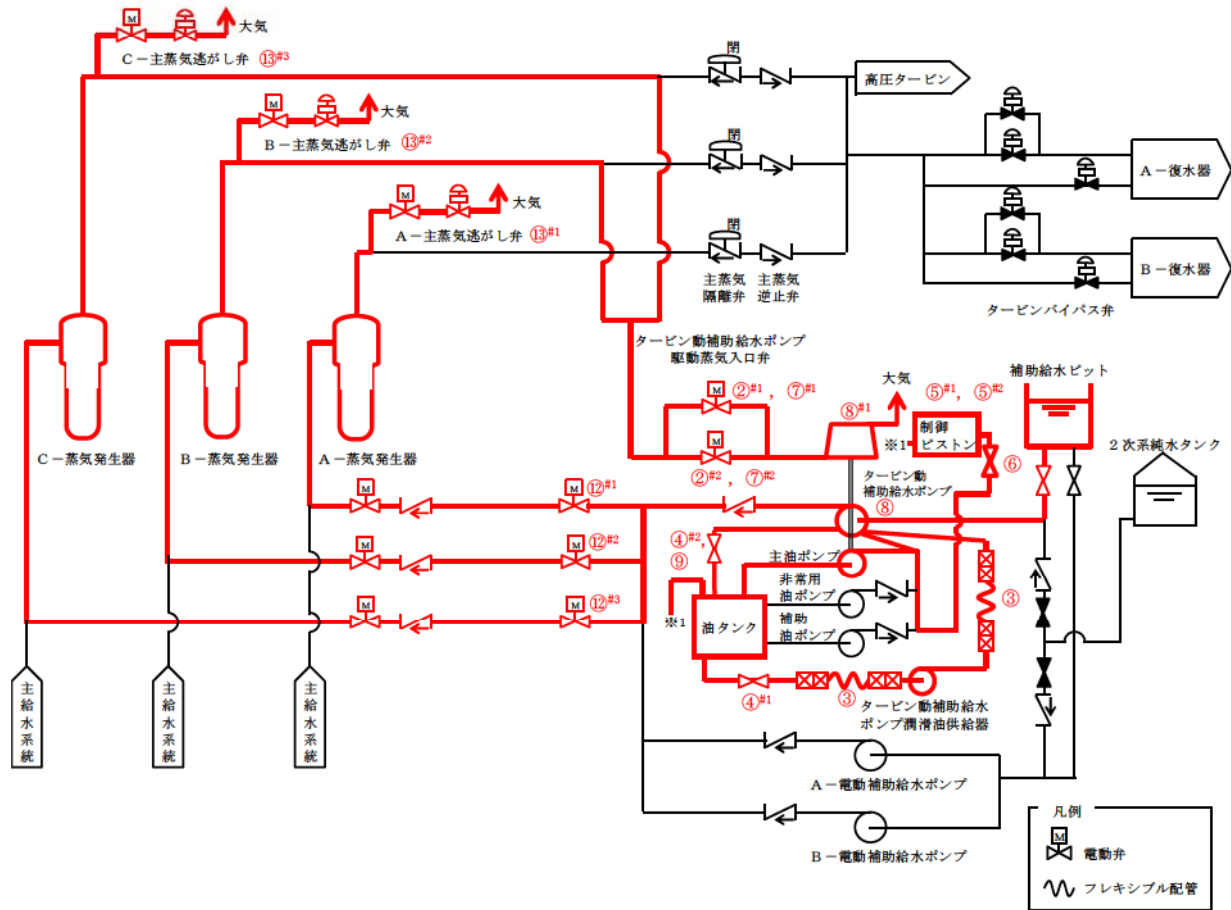 M
大気
C－主蒸気逃がし弁 ⑬#3
M
大気
B－主蒸気逃がし弁 ⑬#2
M
大気
A－主蒸気逃がし弁 ⑬#1
閉
閉
閉
主蒸気
隔離弁
主蒸気
逆止弁
高圧タービン
A－復水器
B－復水器
タービンバイパス弁
タービン動補助給水ポンプ
駆動蒸気入口弁
M
②#1, ⑦#1
M
②#2, ⑦#2
大気
⑧#1
⑤#1, ⑤#2
制御
ピストン
※1
⑥
補助給水ピット
2次系純水タンク
C－蒸気発生器
B－蒸気発生器
A－蒸気発生器
タービン動
補助給水ポンプ
⑧
M
M
⑫#1
M
M
⑫#2
M
M
⑫#3
④#2,
⑨
主油ポンプ
非常用
油ポンプ
補助
油ポンプ
※1
油タンク
③
④#1
③
タービン動補助給水
ポンプ潤滑油供給器
主給水系統
主給水系統
主給水系統
A－電動補助給水ポンプ
B－電動補助給水ポンプ
凡例
M
電動弁
フレキシブル配管